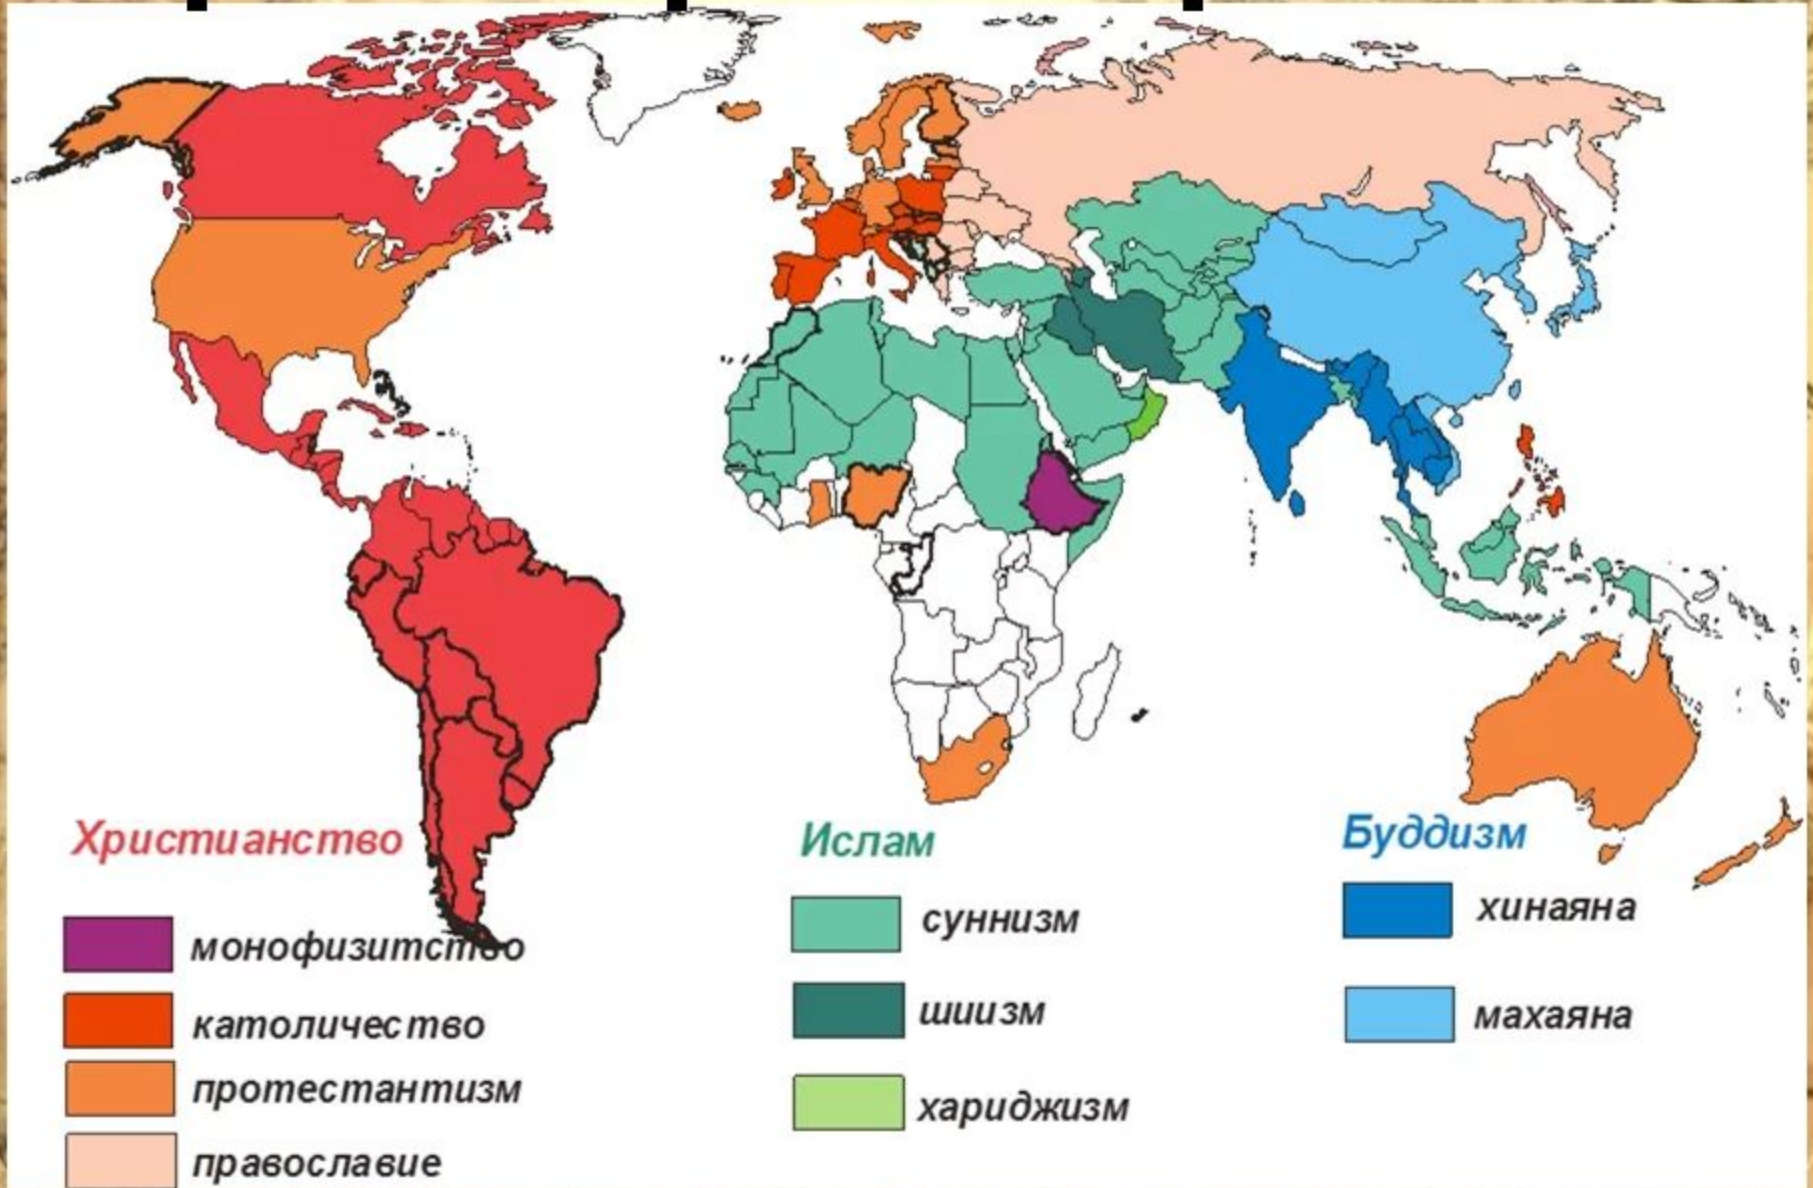 Христианство
монофизитство
католичество
протестантизм
православие
Ислам
суннизм
шиизм
хариджизм
Буддизм
хинаяна
махаяна